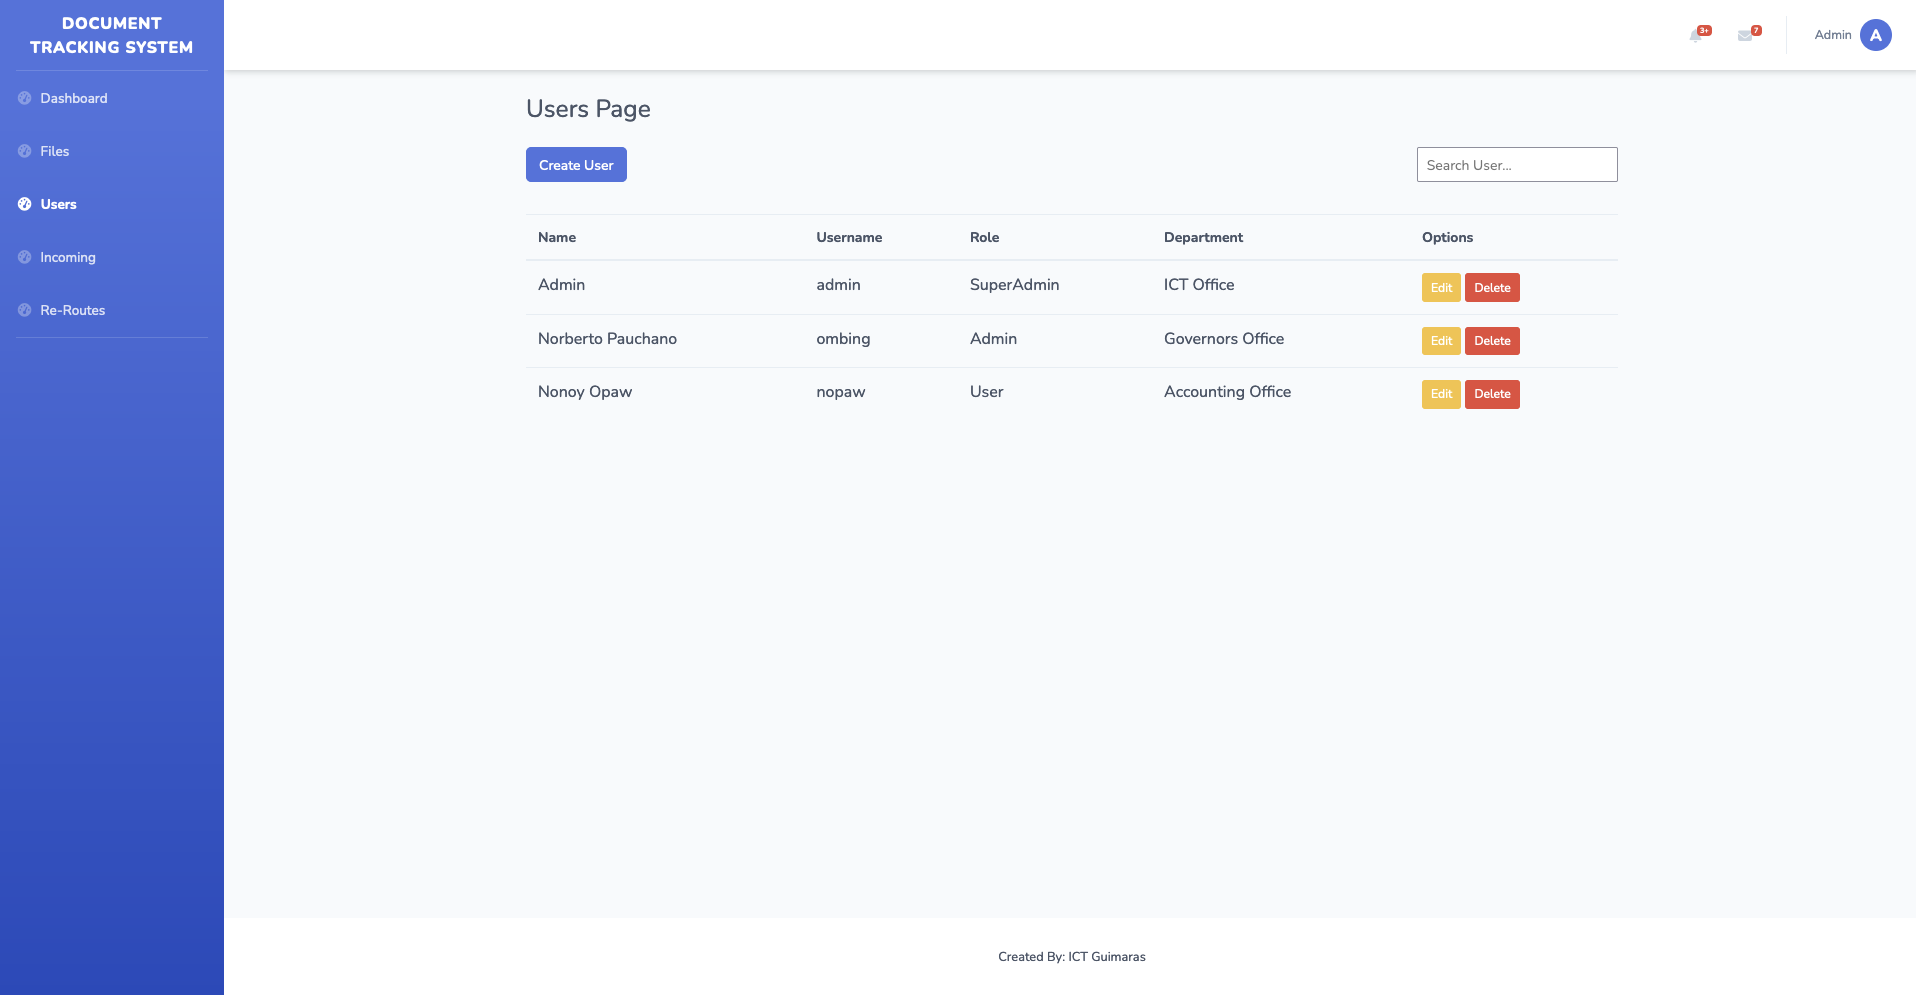 DOCUMENT
TRACKING SYSTEM
Dashboard
Files
Users
Incoming
Re-Routes
3+
7
Admin
A
Users Page
Create User
Search User...
Name Username Role Department Options
Admin admin SuperAdmin ICT Office Edit Delete
Norberto Pauchano ombing Admin Governors Office Edit Delete
Nonoy Opaw nopaw User Accounting Office Edit Delete
Created By: ICT Guimaras